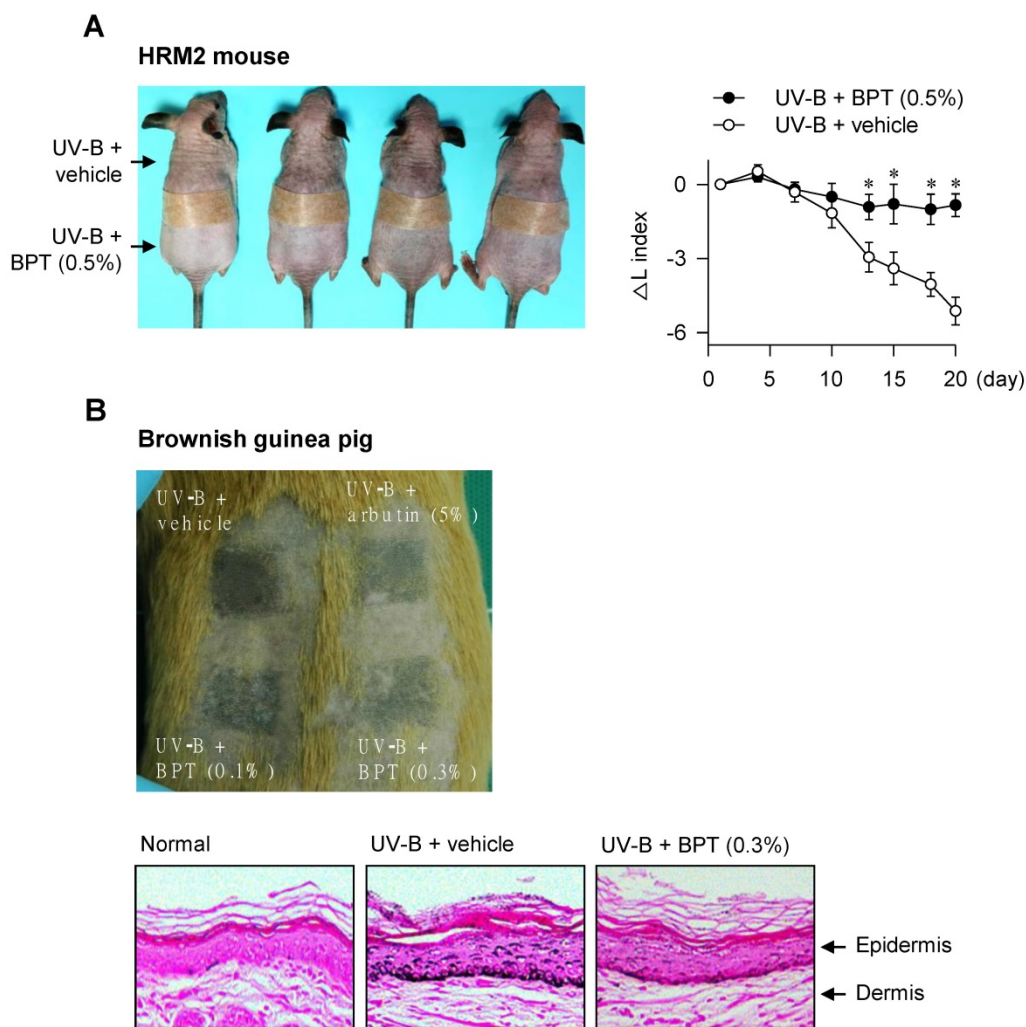 A
HRM2 mouse
UV-B +
vehicle
UV-B +
BPT (0.5%)
UV-B + BPT (0.5%)
UV-B + vehicle
* * * *
0
-3
-6
△L index
0 5 10 15 20 (day)
B
Brownish guinea pig
UV-B +
vehicle
UV-B +
arbutin (5%)
UV-B +
BPT (0.1%)
UV-B +
BPT (0.3%)
Normal
UV-B + vehicle
UV-B + BPT (0.3%)
Epidermis
Dermis